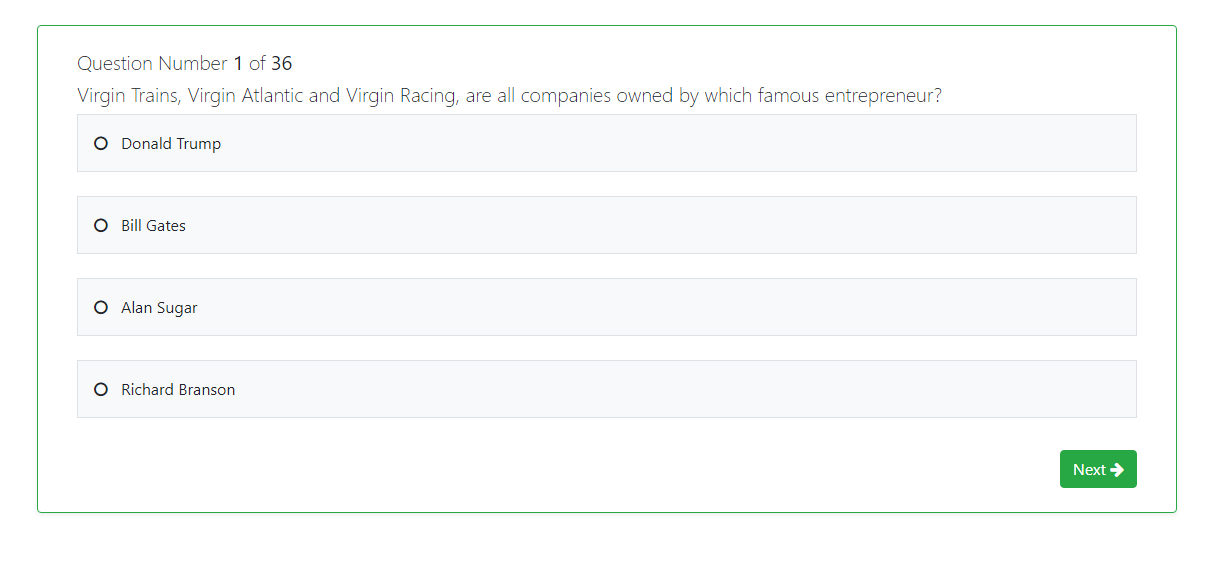 Question Number 1 of 36
Virgin Trains, Virgin Atlantic and Virgin Racing, are all companies owned by which famous entrepreneur?
Donald Trump
Bill Gates
Alan Sugar
Richard Branson
Next